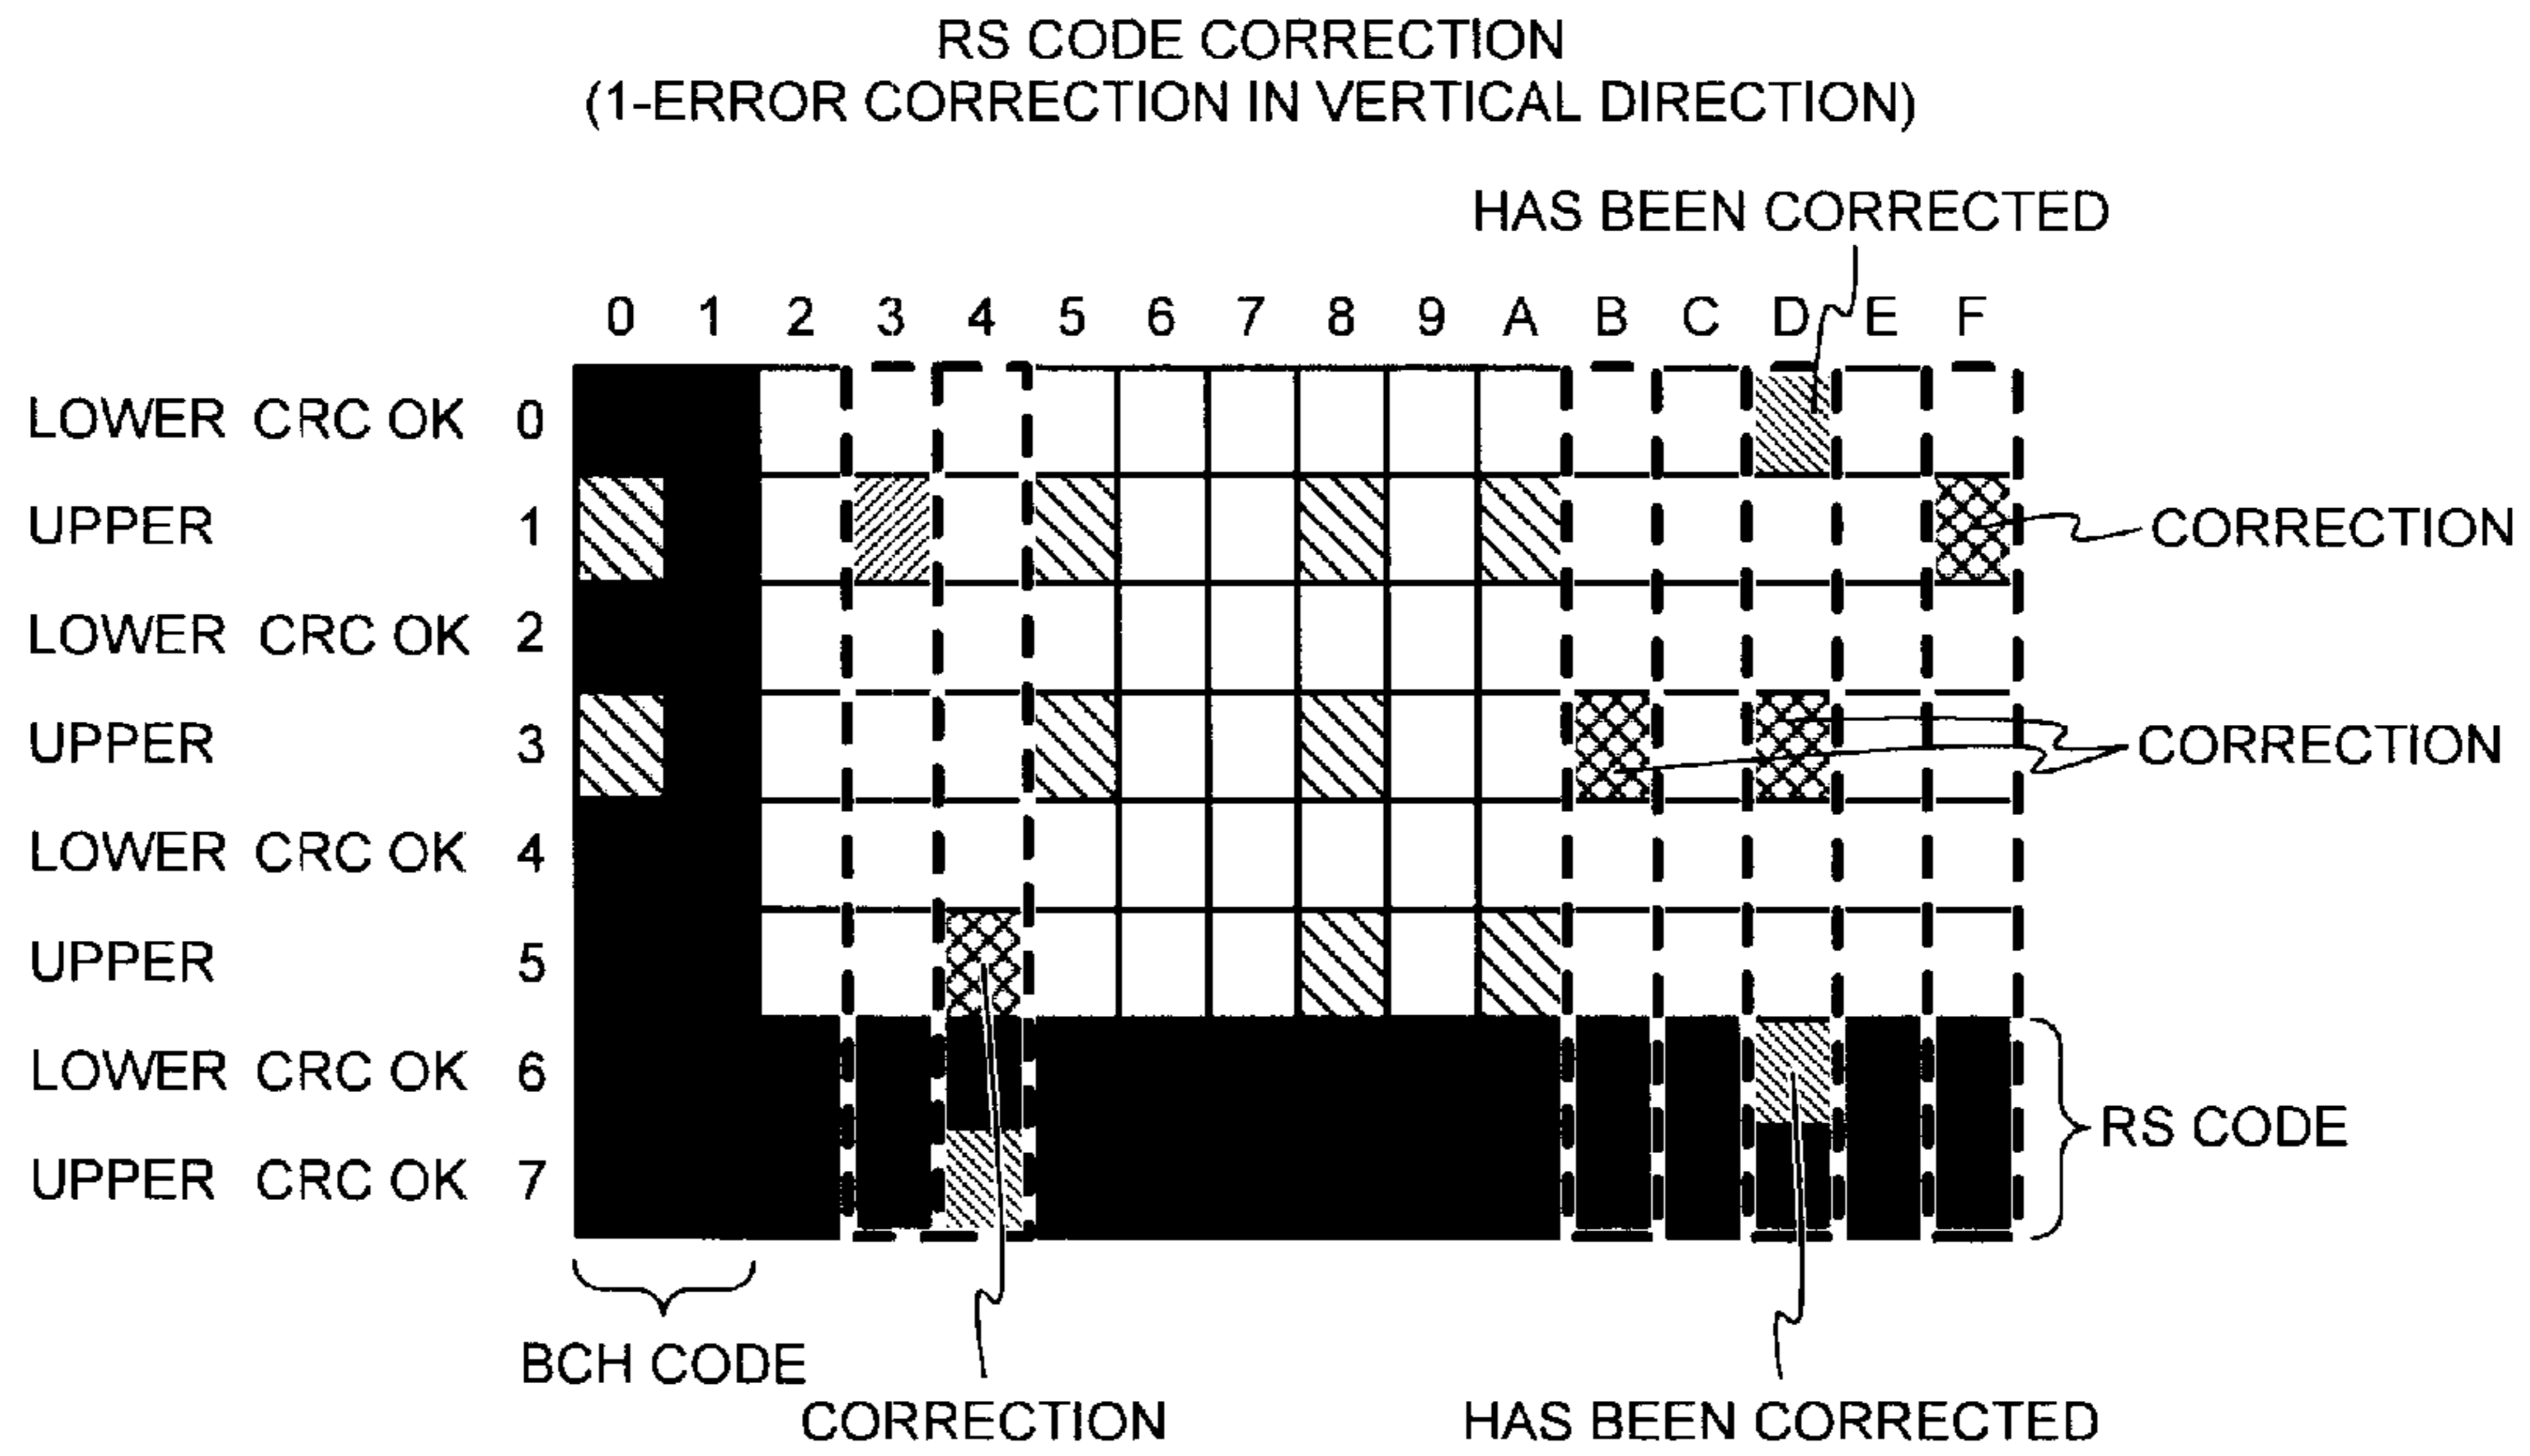 RS CODE CORRECTION
(1-ERROR CORRECTION IN VERTICAL DIRECTION)
HAS BEEN CORRECTED
0 1 2 3 4 5 6 7 8 9 A B C D E F
LOWER CRC OK 0
UPPER 1
CORRECTION
LOWER CRC OK 2
UPPER 3
CORRECTION
LOWER CRC OK 4
UPPER 5
LOWER CRC OK 6
RS CODE
UPPER CRC OK 7
BCH CODE
CORRECTION
HAS BEEN CORRECTED